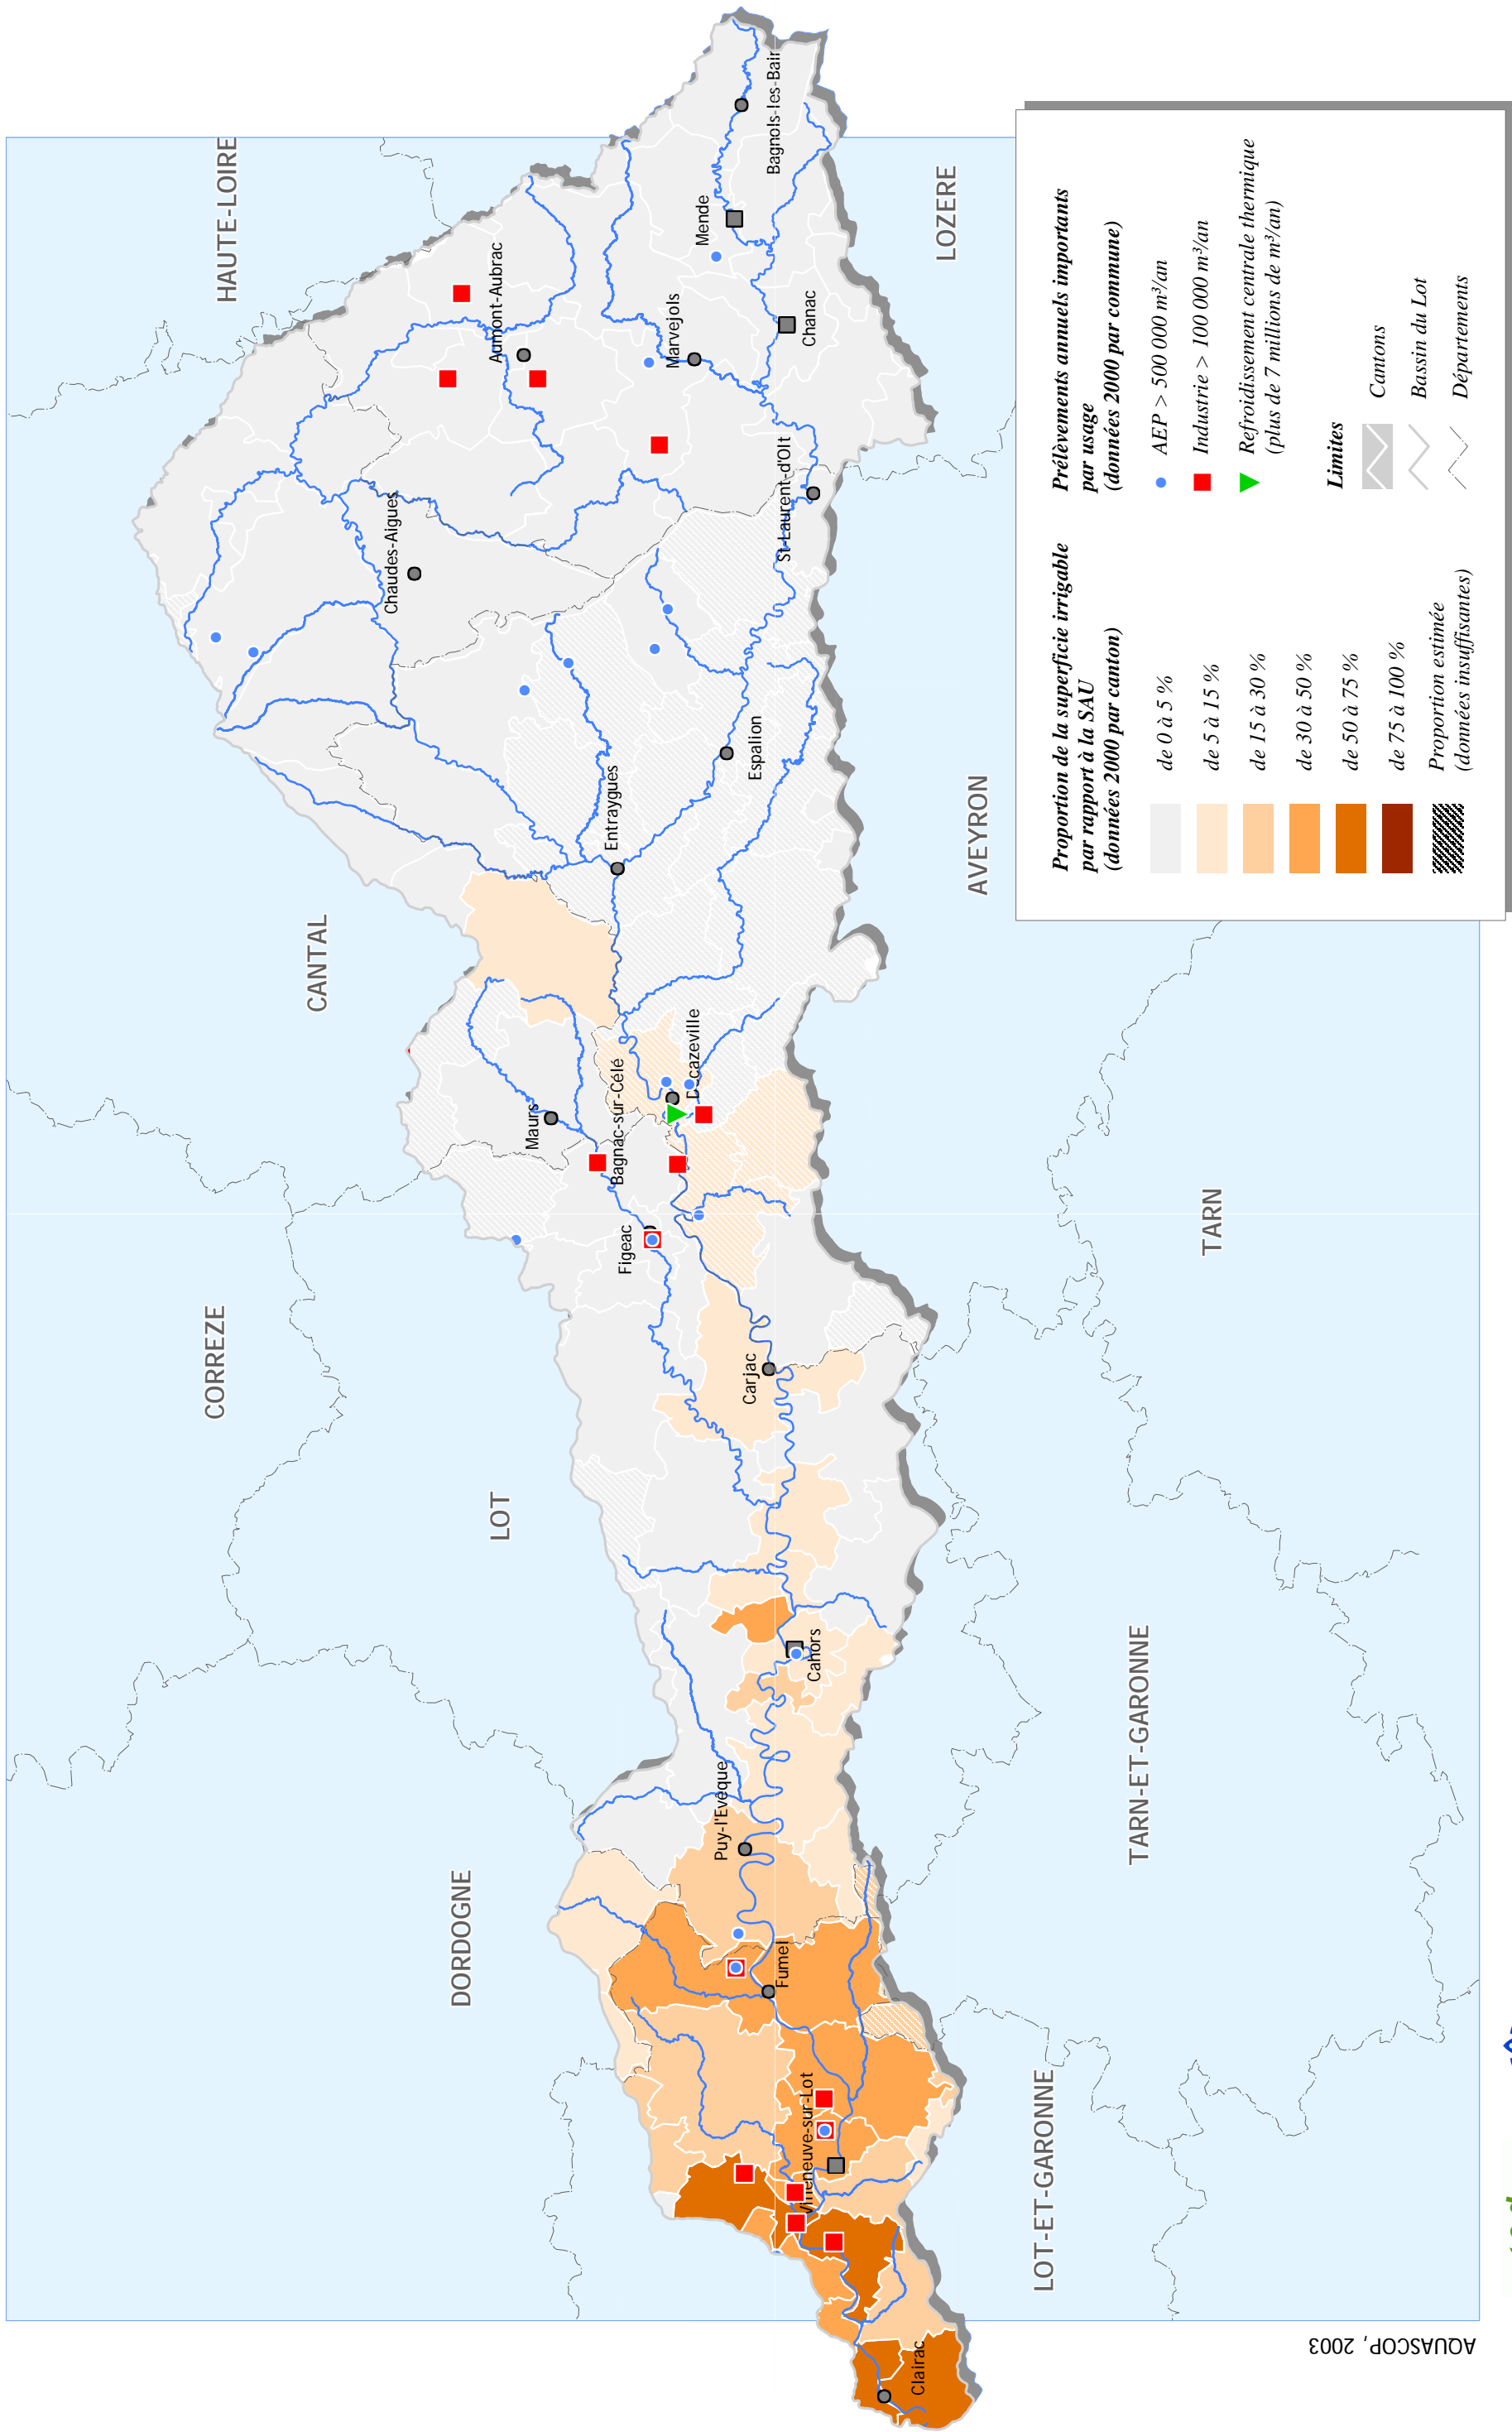 HAUTE-LOIRE
CANTAL
CORREZE
LOT
DORDOGNE
LOZERE
AVEYRON
TARN
TARN-ET-GARONNE
LOT-ET-GARONNE
Bagnols-les-Bain
Mende
Chanac
Marvejols
Aumont-Aubrac
St-Laurent-d'Olt
Chaudes-Aigues
Espalion
Entraygues
Decazeville
Bagnac-sur-Célé
Maurs
Figeac
Carjac
Cahors
Puy-l'Evêque
Fumel
Villeneuve-sur-Lot
Clairac
Proportion de la superficie irrigable
par rapport à la SAU
(données 2000 par canton)
de 0 à 5 %
de 5 à 15 %
de 15 à 30 %
de 30 à 50 %
de 50 à 75 %
de 75 à 100 %
Proportion estimée
(données insuffisantes)
Prélèvements annuels importants
par usage
(données 2000 par commune)
AEP > 500 000 m³/an
Industrie > 100 000 m³/an
Refroidissement centrale thermique
(plus de 7 millions de m³/an)
Limites
Cantons
Bassin du Lot
Départements
AQUASCOP, 2003